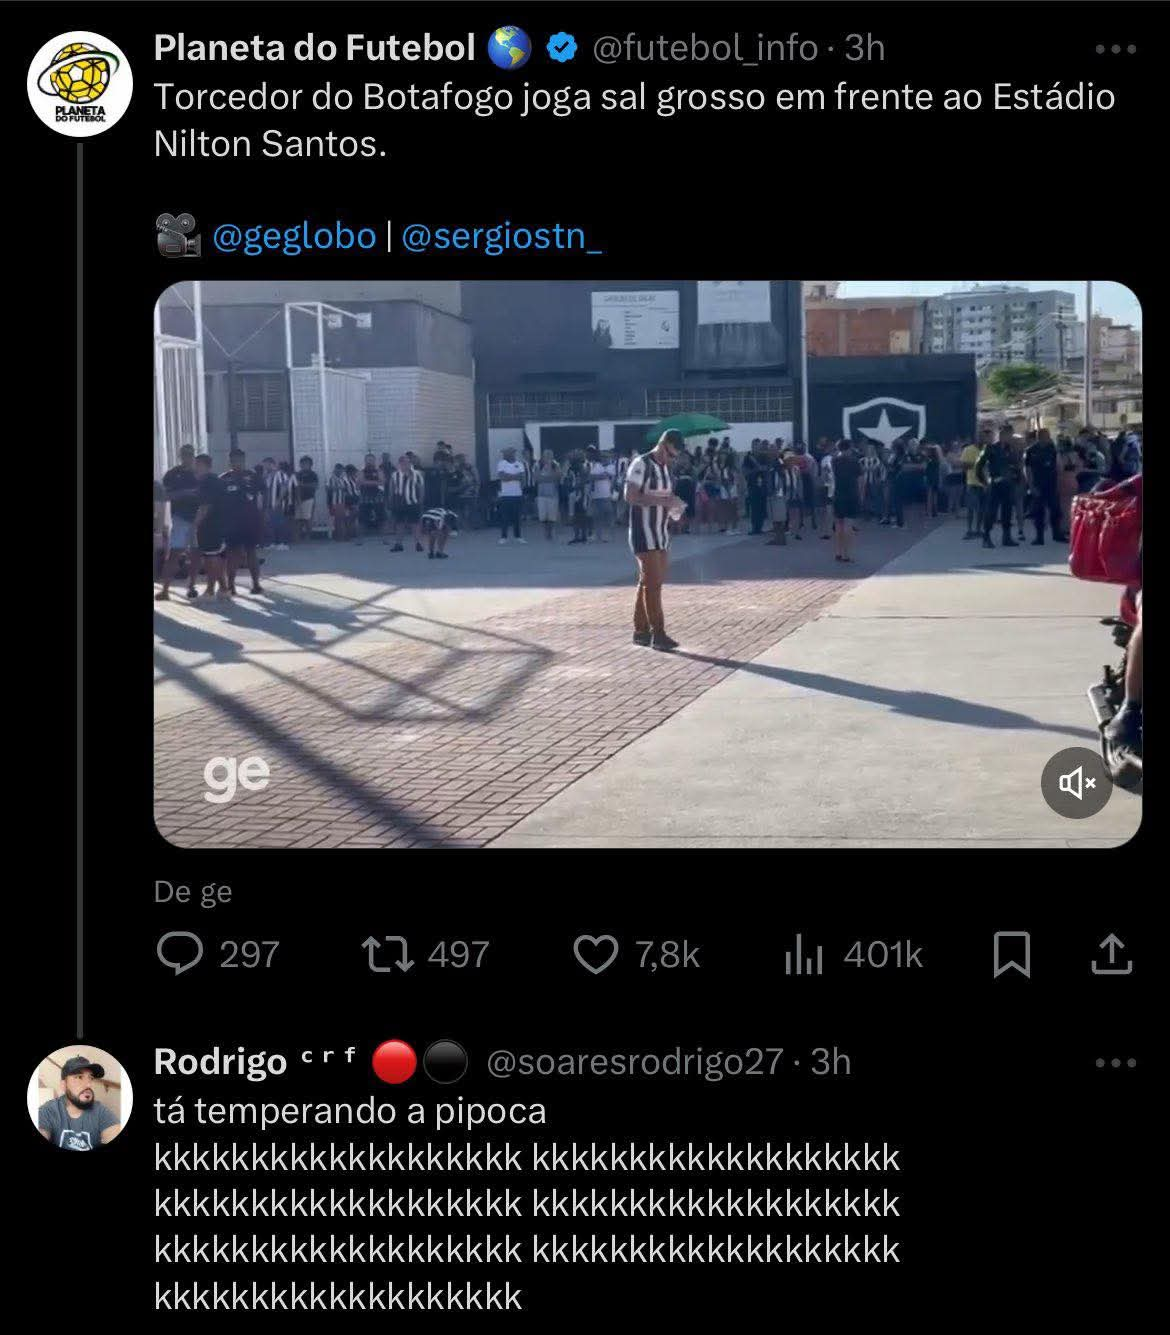 Planeta do Futebol @futebol_info · 3h
Torcedor do Botafogo joga sal grosso em frente ao Estádio
Nilton Santos.
@geglobo | @sergiostn_
PLANETA
DO FUTEBOL
ge
De ge
297 497 7,8k 401k
Rodrigo ᶜ ʳ ᶠ @soaresrodrigo27 · 3h
tá temperando a pipoca
kkkkkkkkkkkkkkkkkkk kkkkkkkkkkkkkkkkkkk
kkkkkkkkkkkkkkkkkkk kkkkkkkkkkkkkkkkkkk
kkkkkkkkkkkkkkkkkkk kkkkkkkkkkkkkkkkkkk
kkkkkkkkkkkkkkkkkkk